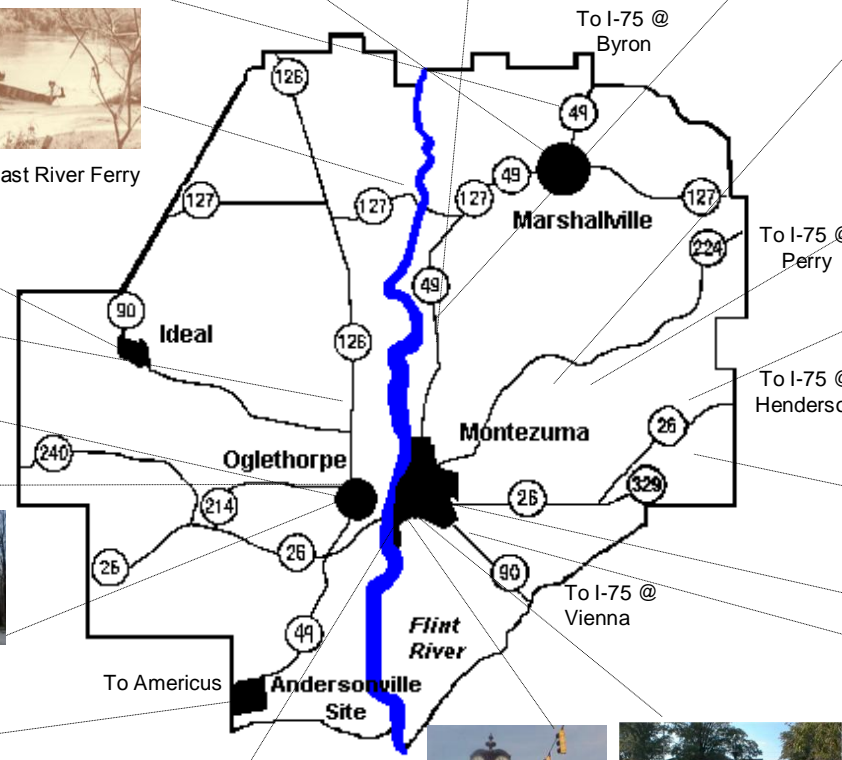 To I-75 @
Byron
126
49
ast River Ferry
49
127
127
127
127
Marshallville
224
To I-75 @
Perry
49
90
Ideal
126
To I-75 @
Henderso
Montezuma
26
Oglethorpe
240
329
214
26
26
26
90
To I-75 @
Vienna
49
Flint
River
To Americus
Andersonville
Site